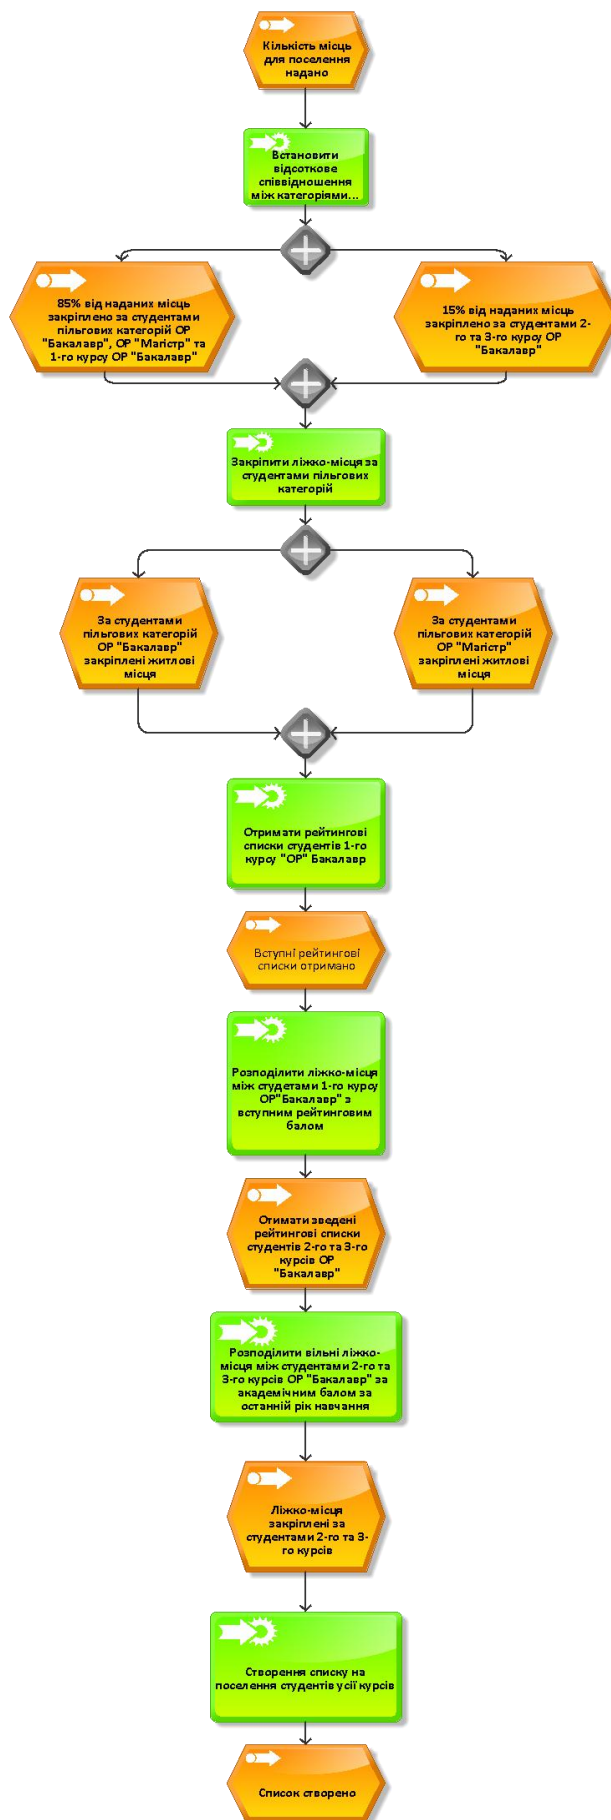 Кількість місць
для поселення
надано
Встановити
відсоткове
співвідношення
між категоріями...
85% від наданих місць
закріплено за студентами
пільгових категорій ОР
"Бакалавр", ОР "Магістр" та
1-го курсу ОР "Бакалавр"
15% від наданих місць
закріплено за студентами 2-
го та 3-го курсу ОР
"Бакалавр"
Закріпити ліжко-місця за
студентами пільгових
категорій
За студентами
пільгових категорій
ОР "Бакалавр"
закріплені житлові
місця
За студентами
пільгових категорій
ОР "Магістр"
закріплені житлові
місця
Отримати рейтингові
списки студентів 1-го
курсу "ОР" Бакалавр
Вступні рейтингові
списки отримано
Розподілити ліжко-місця
між студетами 1-го курсу
ОР"Бакалавр" з
вступним рейтинговим
балом
Отимати зведені
рейтингові списки
студентів 2-го та 3-го
курсів ОР
"Бакалавр"
Розподілити вільні ліжко-
місця між студентами 2-го та
3-го курсів ОР "Бакалавр" за
академічним балом за
останній рік навчання
Ліжко-місця
закріплені за
студентами 2-го та 3-
го курсів
Створення списку на
поселення студентів усії курсів
Список створено